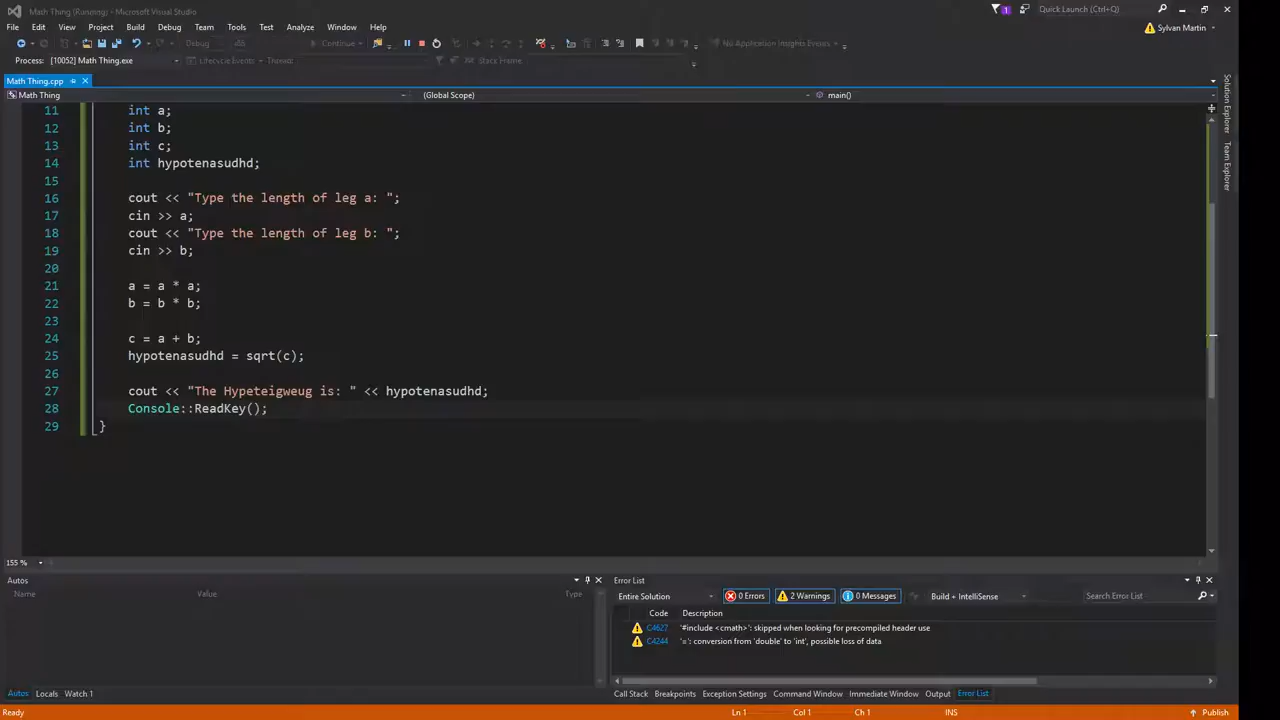 Math Thing (Running) - Microsoft Visual Studio
1
Quick Launch (Ctrl+Q)
File Edit View Project Build Debug Team Tools Analyze Window Help
Sylvan Martin
Debug x86 Continue No Application Insights Errors
Process: [10052] Math Thing.exe Lifecycle Events Thread: Stack Frame:
Math Thing.cpp
Math Thing (Global Scope) main()
11 int a;
12 int b;
13 int c;
14 int hypotenasudhd;
15
16 cout << "Type the length of leg a: ";
17 cin >> a;
18 cout << "Type the length of leg b: ";
19 cin >> b;
20
21 a = a * a;
22 b = b * b;
23
24 c = a + b;
25 hypotenasudhd = sqrt(c);
26
27 cout << "The Hypeteigweug is: " << hypotenasudhd;
28 Console::ReadKey();
29 }
Solution Explorer
Team Explorer
155 %
Autos
Name Value Type
Autos Locals Watch 1
Error List
Entire Solution 0 Errors 2 Warnings 0 Messages Build + IntelliSense Search Error List
Code Description
C4627 '#include <cmath>': skipped when looking for precompiled header use
C4244 '=': conversion from 'double' to 'int', possible loss of data
Call Stack Breakpoints Exception Settings Command Window Immediate Window Output Error List
Ready Ln 1 Col 1 Ch 1 INS Publish